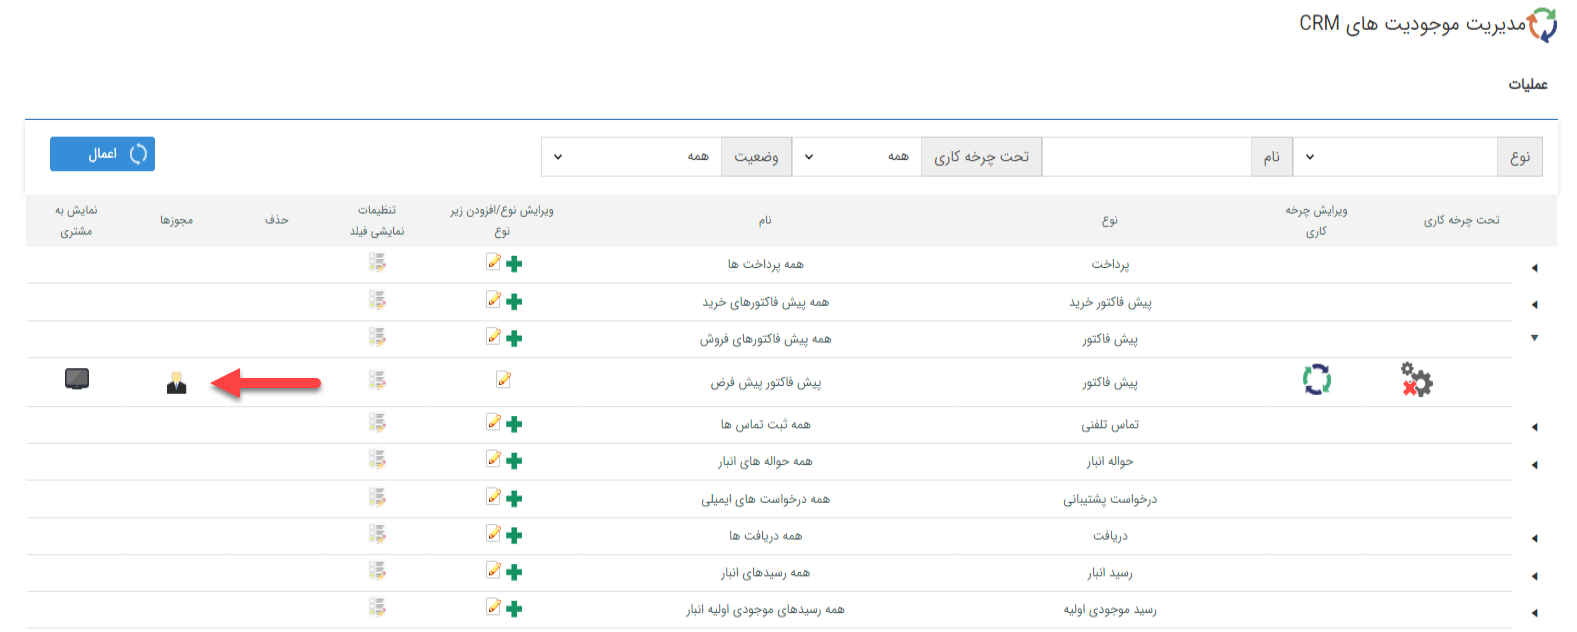 مدیریت موجودیت های CRM
عملیات
نوع نام تحت چرخه کاری همه وضعیت همه اعمال
تحت چرخه کاری ویرایش چرخه کاری نوع نام ویرایش نوع/افزودن زیر نوع تنظیمات نمایشی فیلد حذف مجوزها نمایش به مشتری
پرداخت همه پرداخت ها
پیش فاکتور خرید همه پیش فاکتورهای خرید
پیش فاکتور همه پیش فاکتورهای فروش
پیش فاکتور پیش فاکتور پیش فرض
تماس تلفنی همه ثبت تماس ها
حواله انبار همه حواله های انبار
درخواست پشتیبانی همه درخواست های ایمیلی
دریافت همه دریافت ها
رسید انبار همه رسیدهای انبار
رسید موجودی اولیه همه رسیدهای موجودی اولیه انبار